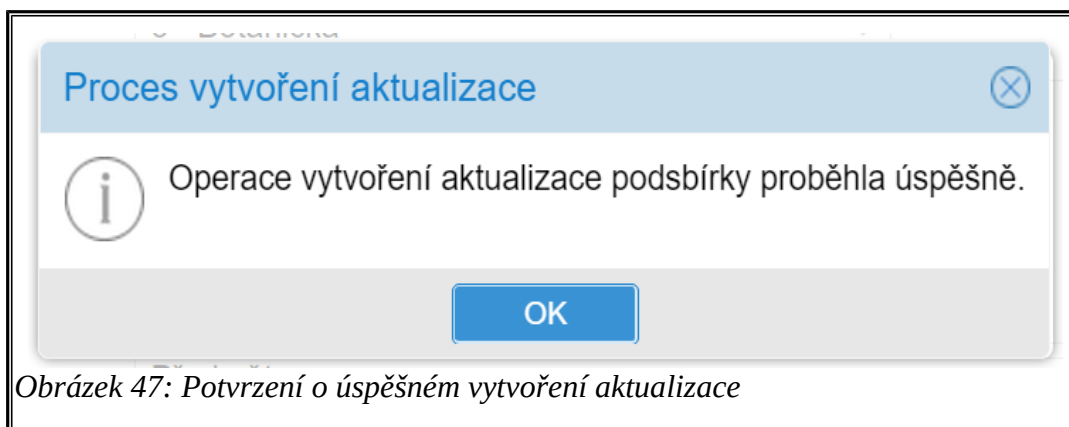 Proces vytvoření aktualizace
Operace vytvoření aktualizace podsbírky proběhla úspěšně.
OK
Obrázek 47: Potvrzení o úspěšném vytvoření aktualizace